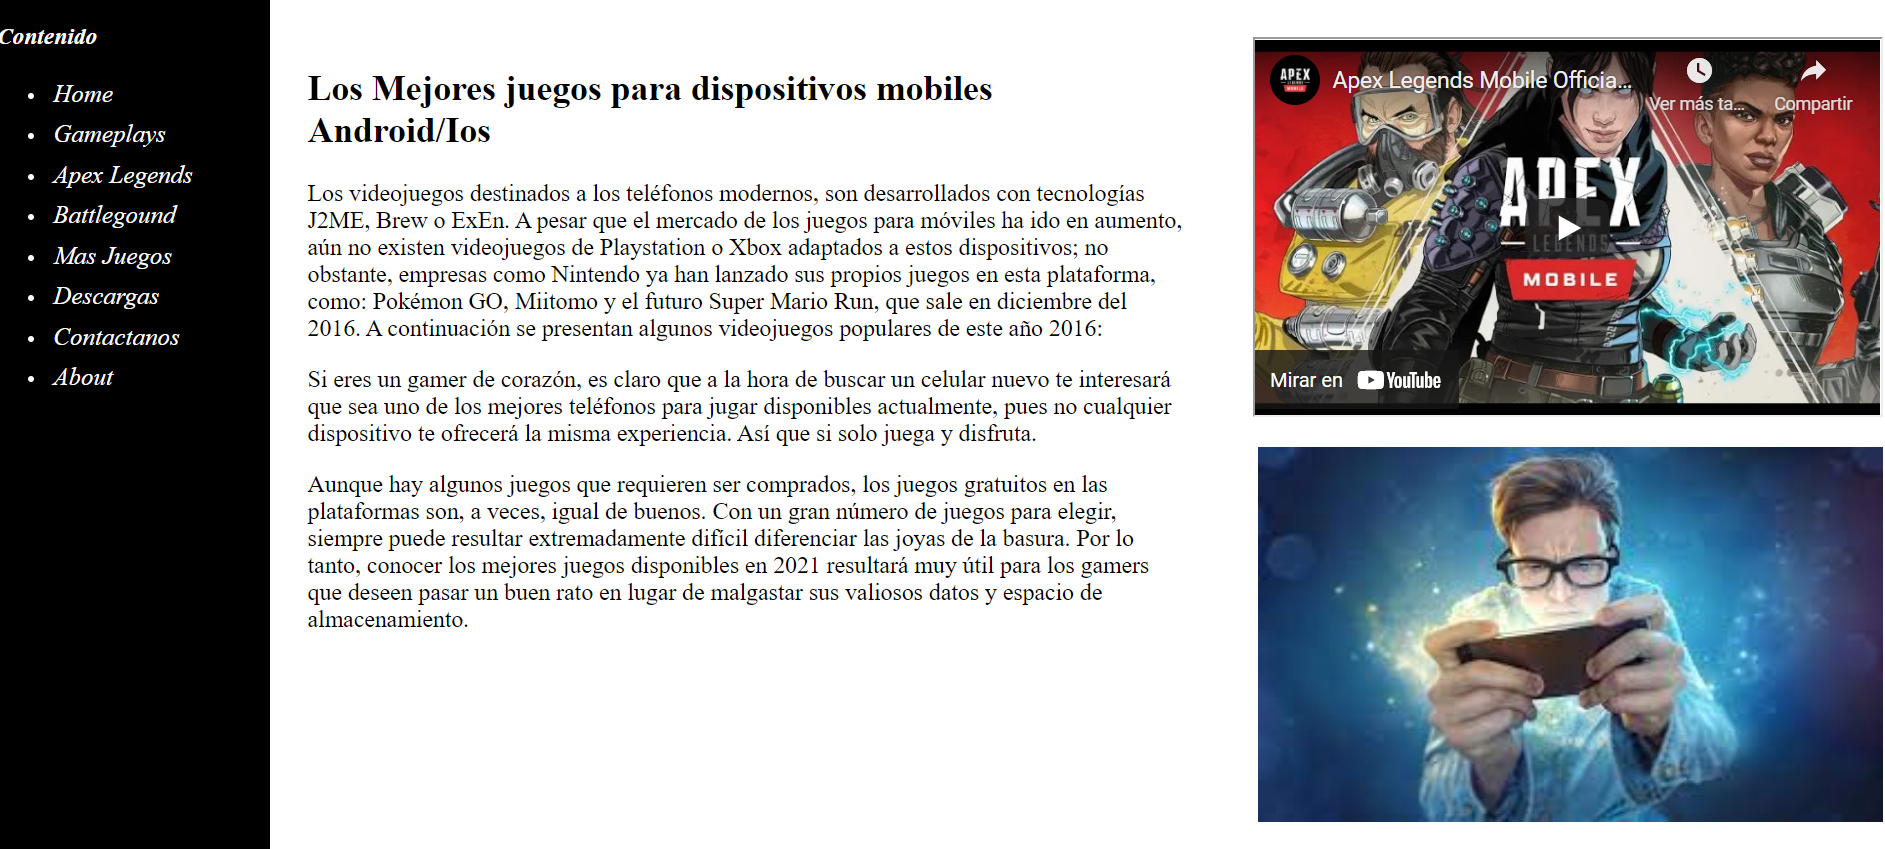 Contenido
Home
Gameplays
Apex Legends
Battlegound
Mas Juegos
Descargas
Contactanos
About
Los Mejores juegos para dispositivos mobiles
Android/Ios
Los videojuegos destinados a los teléfonos modernos, son desarrollados con tecnologías
J2ME, Brew o ExEn. A pesar que el mercado de los juegos para móviles ha ido en aumento,
aún no existen videojuegos de Playstation o Xbox adaptados a estos dispositivos; no
obstante, empresas como Nintendo ya han lanzado sus propios juegos en esta plataforma,
como: Pokémon GO, Miitomo y el futuro Super Mario Run, que sale en diciembre del
2016. A continuación se presentan algunos videojuegos populares de este año 2016:
Si eres un gamer de corazón, es claro que a la hora de buscar un celular nuevo te interesará
que sea uno de los mejores teléfonos para jugar disponibles actualmente, pues no cualquier
dispositivo te ofrecerá la misma experiencia. Así que si solo juega y disfruta.
Aunque hay algunos juegos que requieren ser comprados, los juegos gratuitos en las
plataformas son, a veces, igual de buenos. Con un gran número de juegos para elegir,
siempre puede resultar extremadamente difícil diferenciar las joyas de la basura. Por lo
tanto, conocer los mejores juegos disponibles en 2021 resultará muy útil para los gamers
que deseen pasar un buen rato en lugar de malgastar sus valiosos datos y espacio de
almacenamiento.
APEX
LEGENDS
MOBILE
Apex Legends Mobile Officia...
Ver más ta...
Compartir
APEX
LEGENDS
MOBILE
Mirar en YouTube